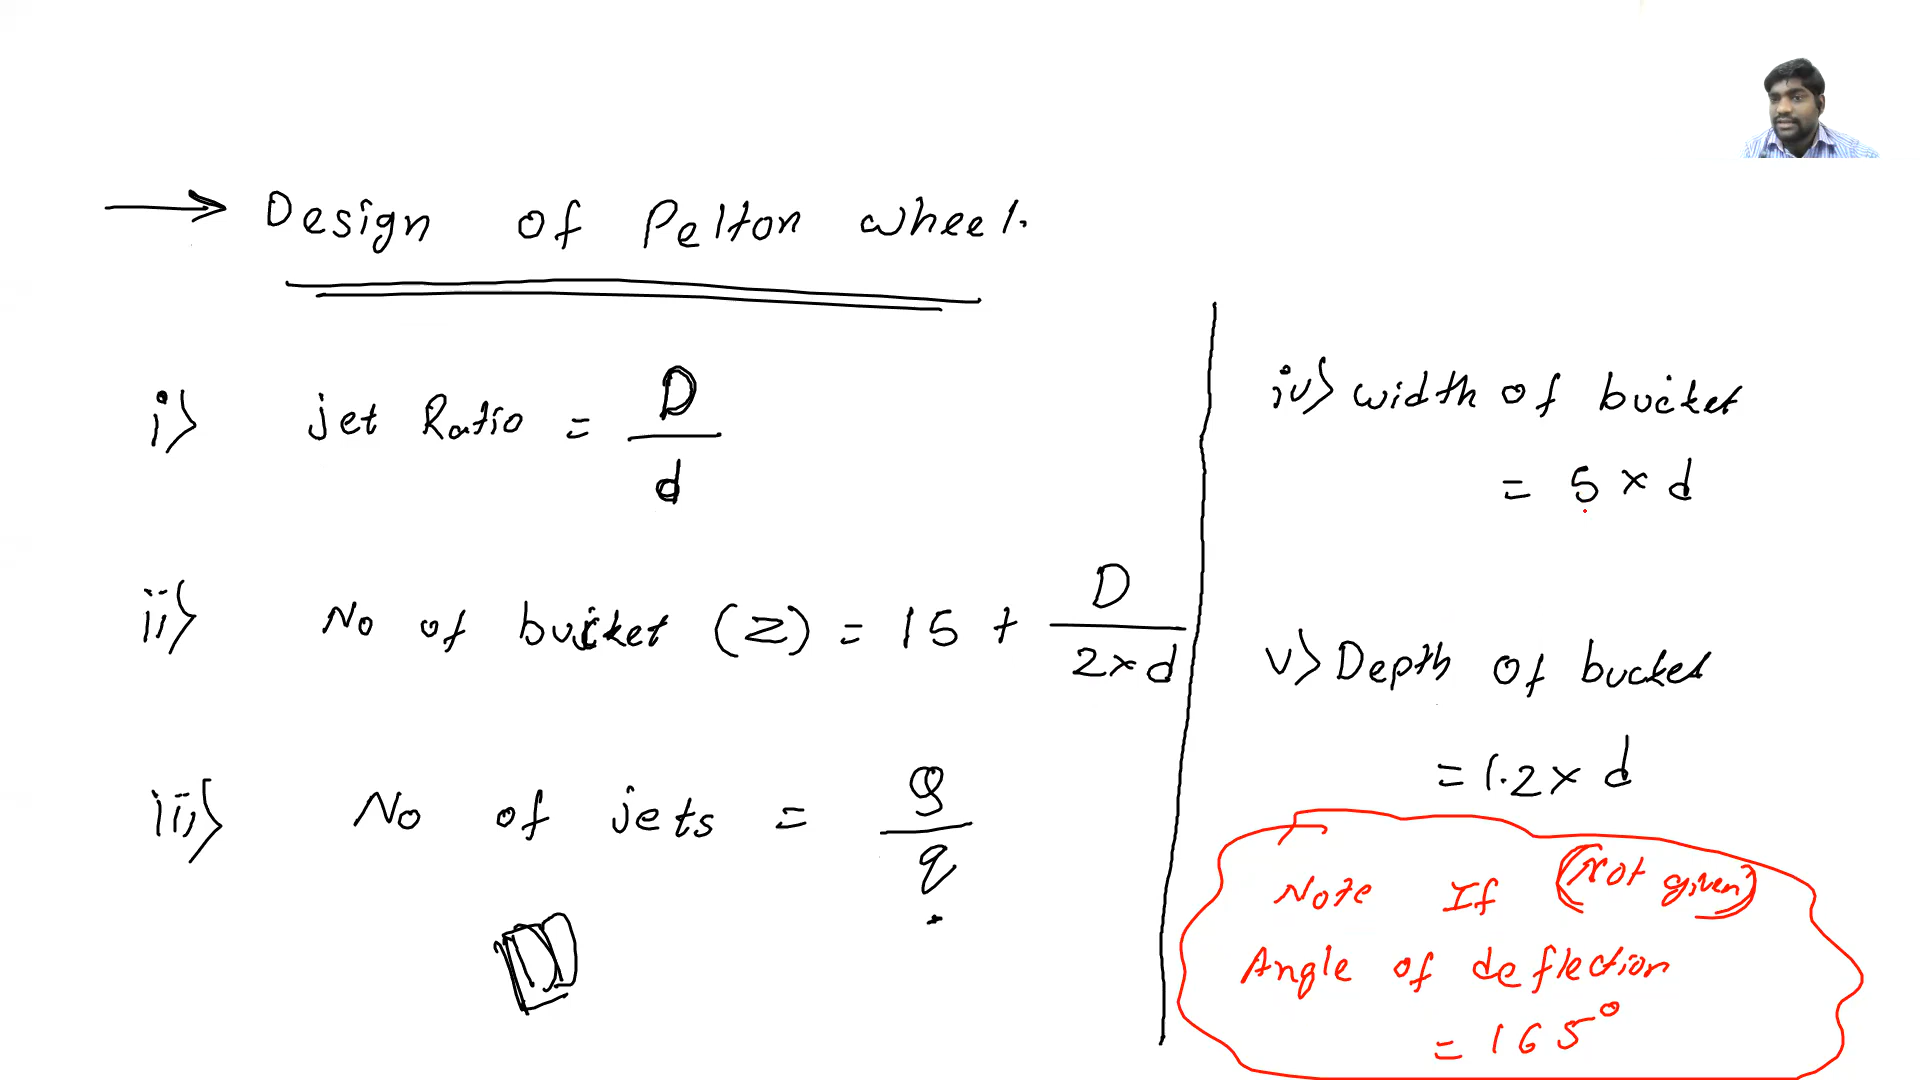 → Design of Pelton wheel.
i) jet Ratio = D/d
ii) No of bucket (Z) = 15 + D/2×d
iii) No of jets = Q/q
iv) width of bucket
= 5 × d
v) Depth of bucket
= 1.2 × d
Note If (Not given)
Angle of deflection
= 165°